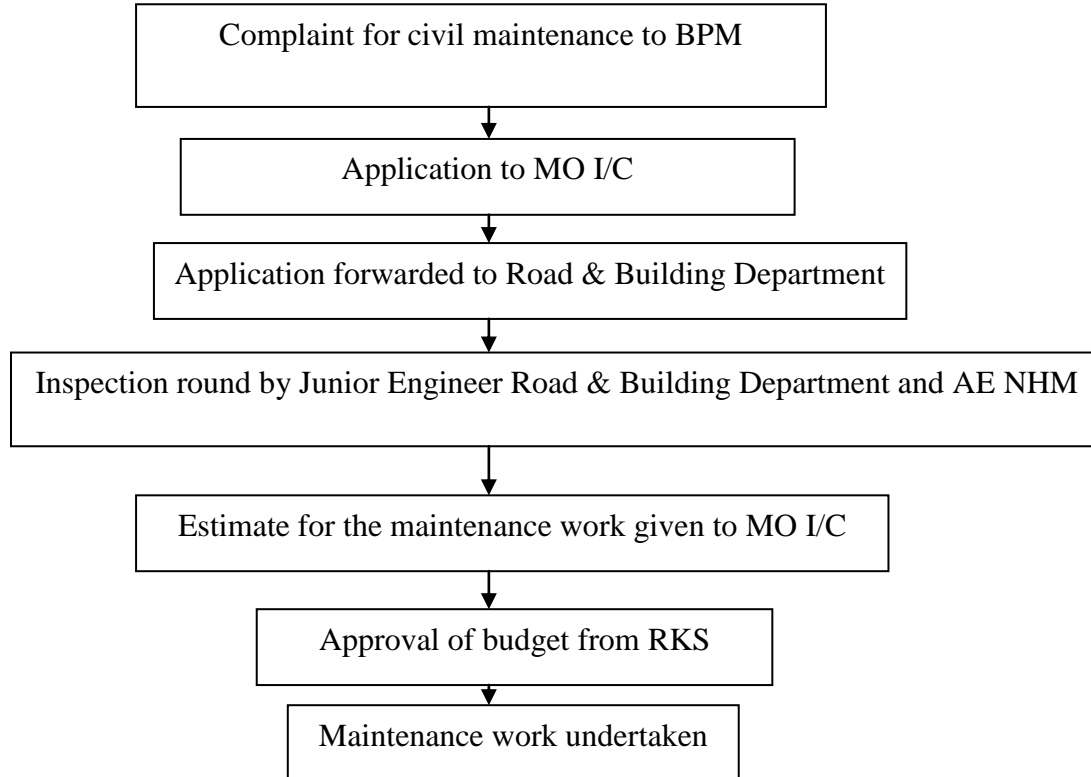 Complaint for civil maintenance to BPM
Application to MO I/C
Application forwarded to Road & Building Department
Inspection round by Junior Engineer Road & Building Department and AE NHM
Estimate for the maintenance work given to MO I/C
Approval of budget from RKS
Maintenance work undertaken